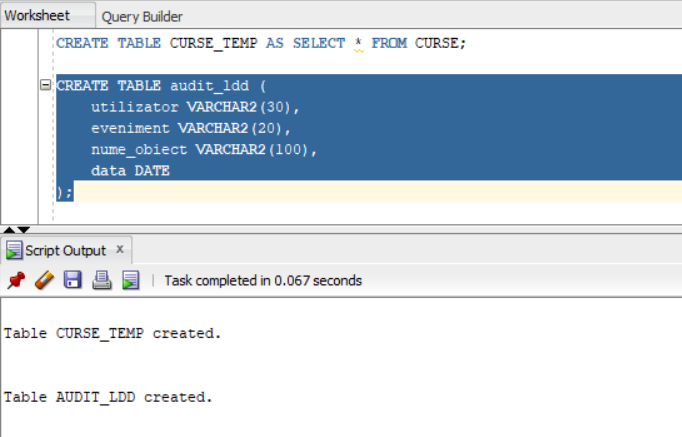 Worksheet Query Builder
CREATE TABLE CURSE_TEMP AS SELECT * FROM CURSE;
CREATE TABLE audit_ldd (
utilizator VARCHAR2(30),
eveniment VARCHAR2(20),
nume_obiect VARCHAR2(100),
data DATE
);
Script Output x
Task completed in 0.067 seconds
Table CURSE_TEMP created.
Table AUDIT_LDD created.